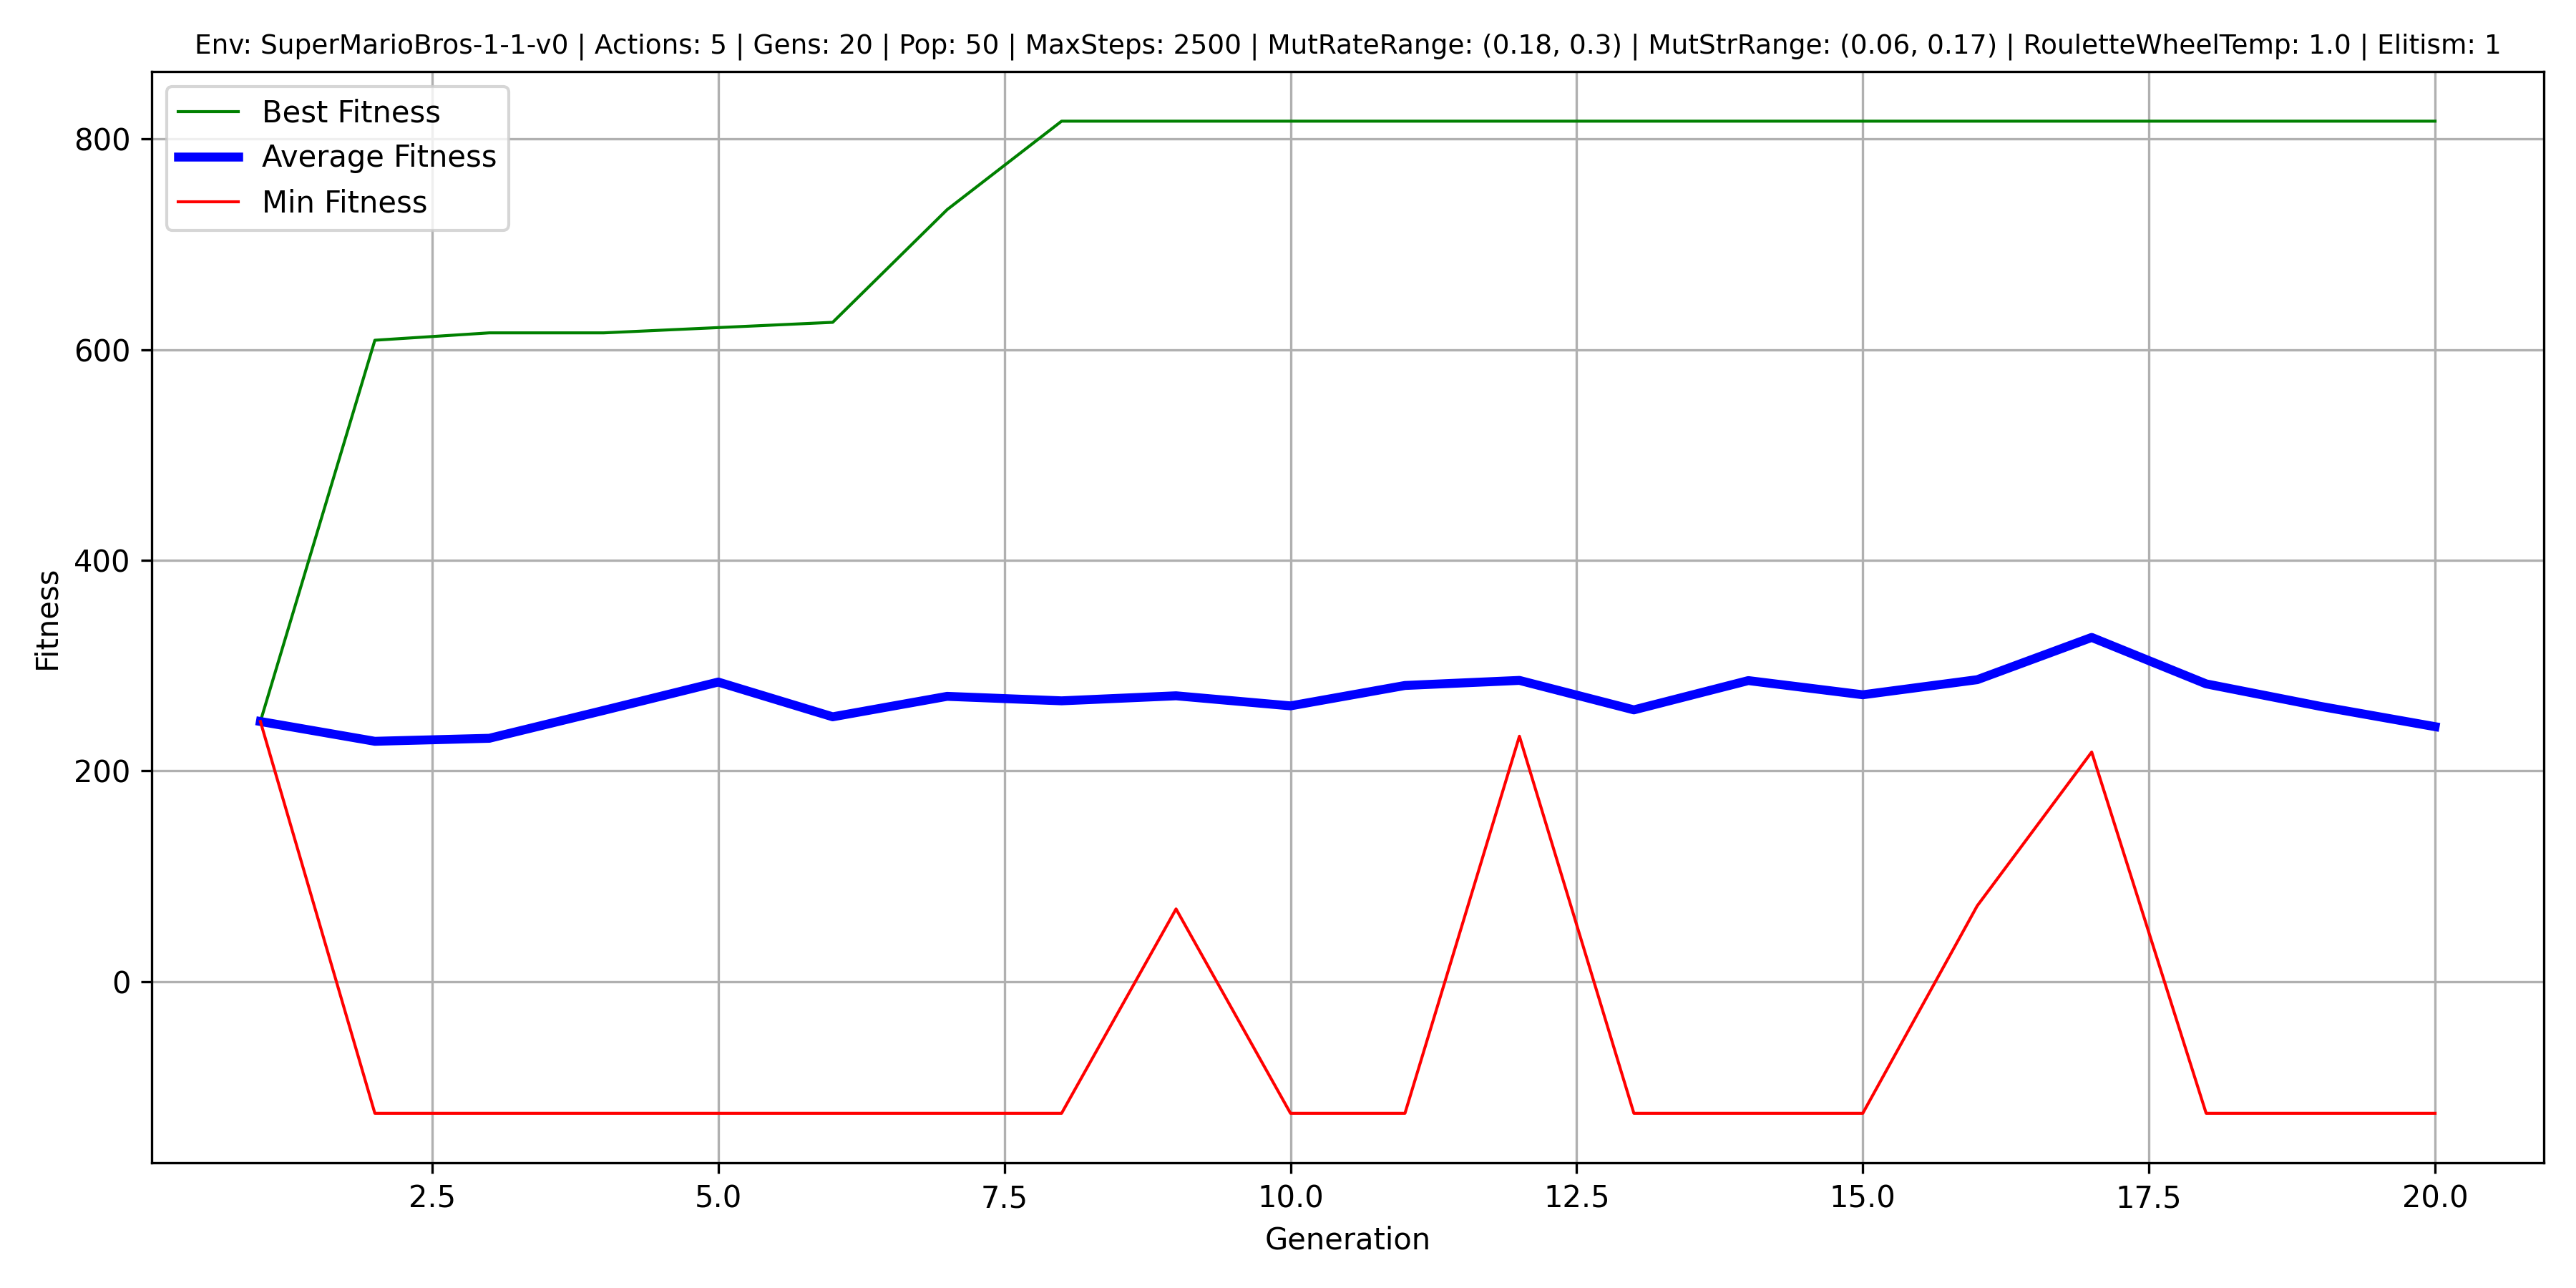 Env: SuperMarioBros-1-1-v0 | Actions: 5 | Gens: 20 | Pop: 50 | MaxSteps: 2500 | MutRateRange: (0.18, 0.3) | MutStrRange: (0.06, 0.17) | RouletteWheelTemp: 1.0 | Elitism: 1
Best Fitness
Average Fitness
Min Fitness
Fitness
800
600
400
200
0
2.5 5.0 7.5 10.0 12.5 15.0 17.5 20.0
Generation